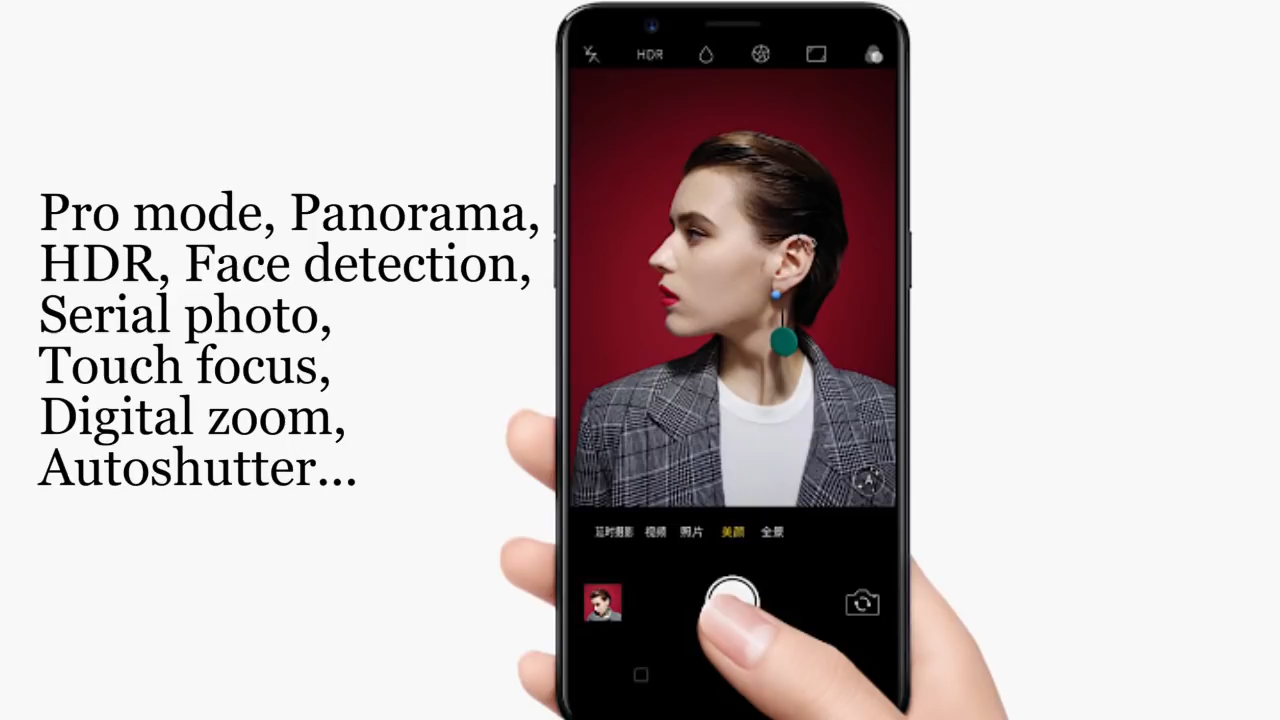 Pro mode, Panorama,
HDR, Face detection,
Serial photo,
Touch focus,
Digital zoom,
Autoshutter...
HDR
A
延时摄影 视频 照片 美颜 全景